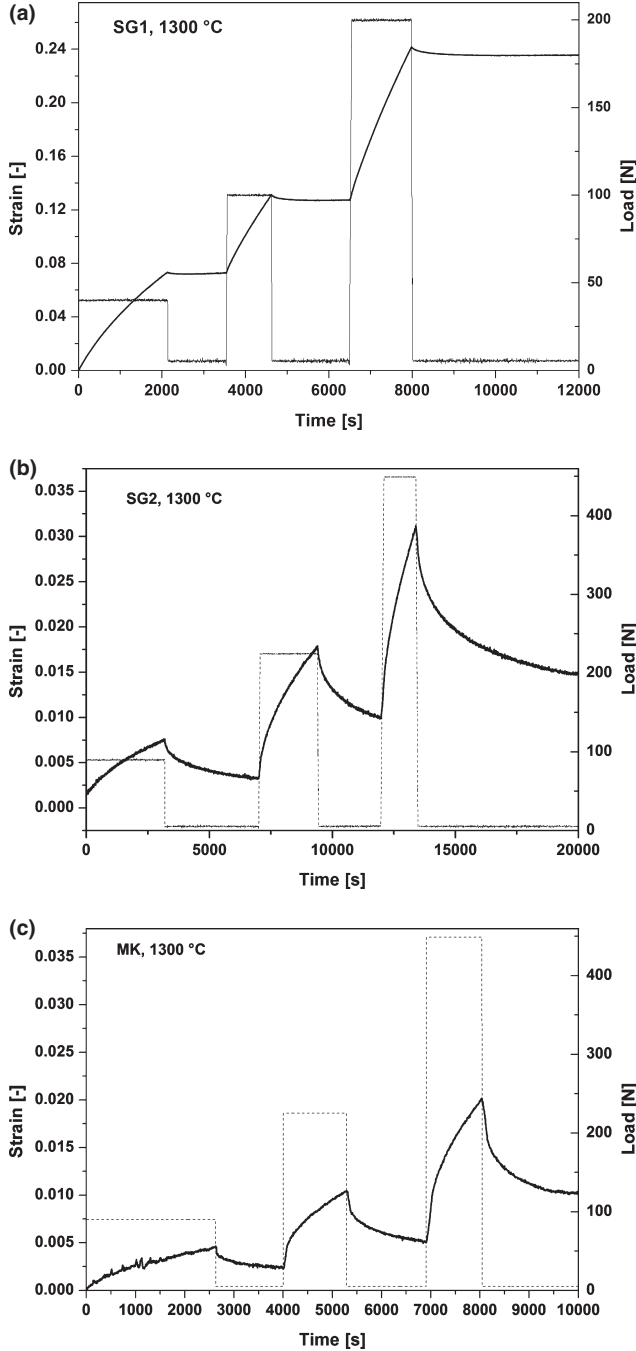 (a)
SG1, 1300 °C
0.24
0.20
0.16
0.12
0.08
0.04
0.00
Strain [-]
200
150
100
50
0
Load [N]
0 2000 4000 6000 8000 10000 12000
Time [s]
(b)
SG2, 1300 °C
0.035
0.030
0.025
0.020
0.015
0.010
0.005
0.000
Strain [-]
400
300
200
100
0
Load [N]
0 5000 10000 15000 20000
Time [s]
(c)
MK, 1300 °C
0.035
0.030
0.025
0.020
0.015
0.010
0.005
0.000
Strain [-]
400
300
200
100
0
Load [N]
0 1000 2000 3000 4000 5000 6000 7000 8000 9000 10000
Time [s]